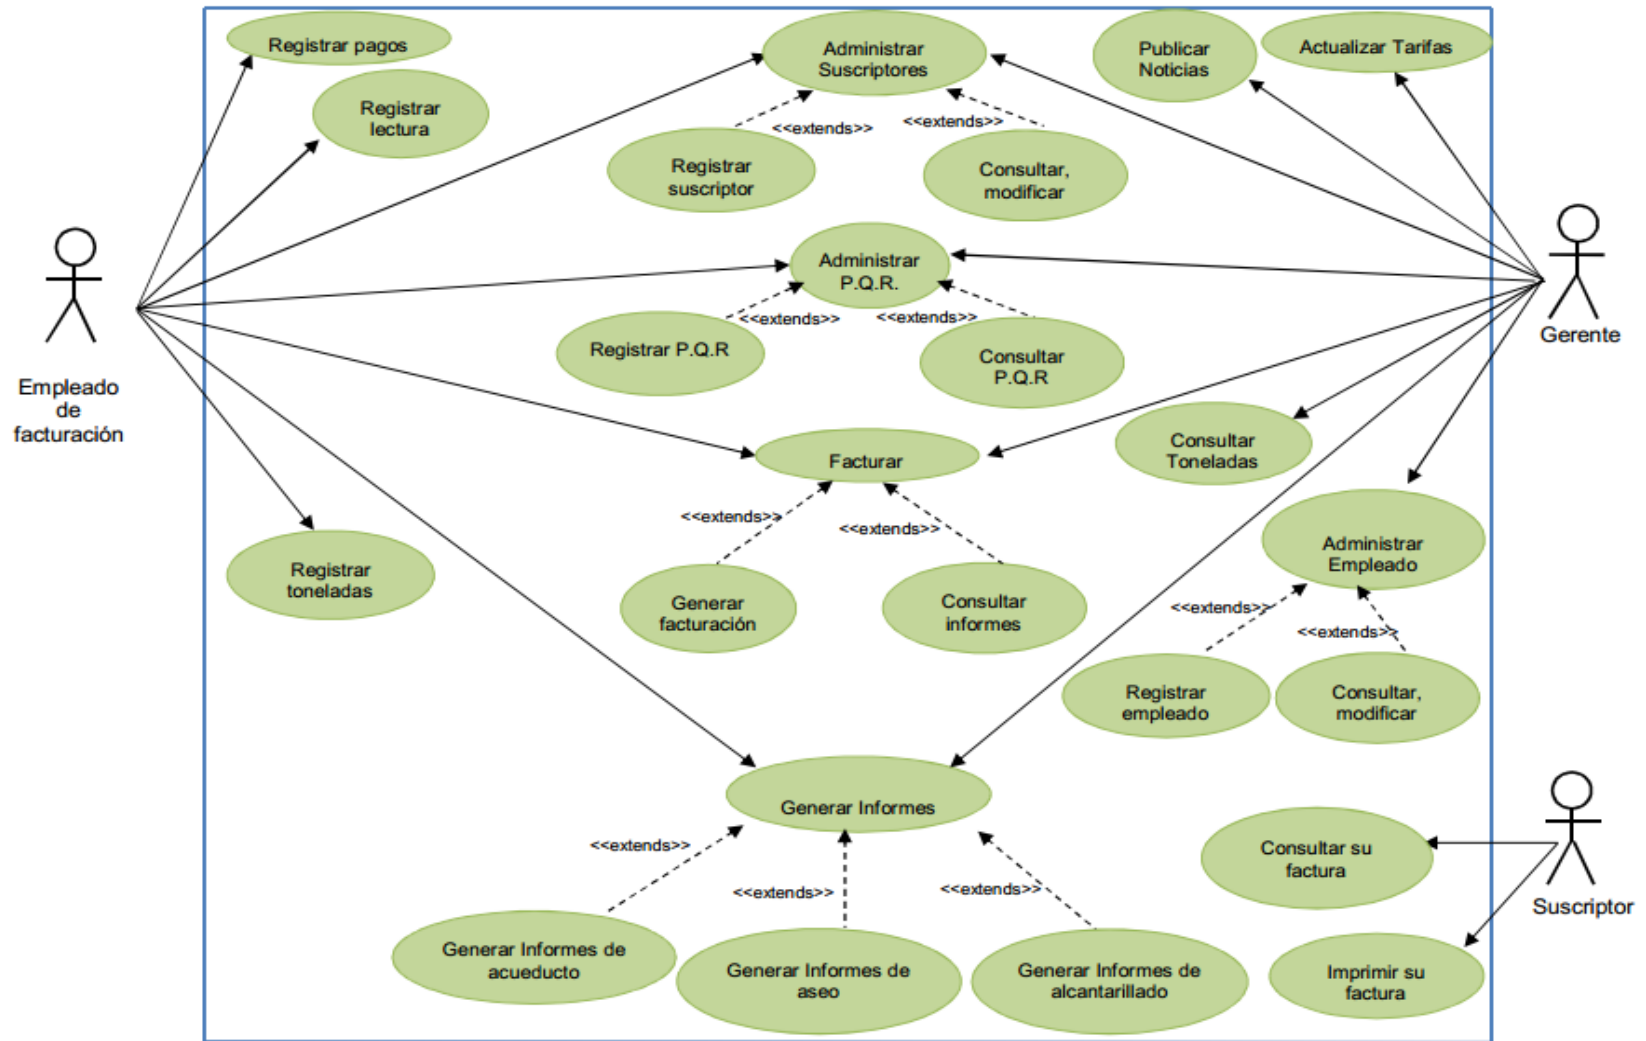 Registrar pagos
Administrar
Suscriptores
Publicar
Noticias
Actualizar Tarifas
Registrar
lectura
<<extends>>
<<extends>>
Registrar
suscriptor
Consultar,
modificar
Administrar
P.Q.R.
<<extends>>
<<extends>>
Registrar P.Q.R
Consultar
P.Q.R
Gerente
Empleado
de
facturación
Facturar
Consultar
Toneladas
<<extends>>
<<extends>>
Registrar
toneladas
Administrar
Empleado
Generar
facturación
Consultar
informes
<<extends>>
<<extends>>
Registrar
empleado
Consultar,
modificar
Generar Informes
<<extends>>
<<extends>>
<<extends>>
Consultar su
factura
Suscriptor
Generar Informes de
acueducto
Generar Informes de
aseo
Generar Informes de
alcantarillado
Imprimir su
factura